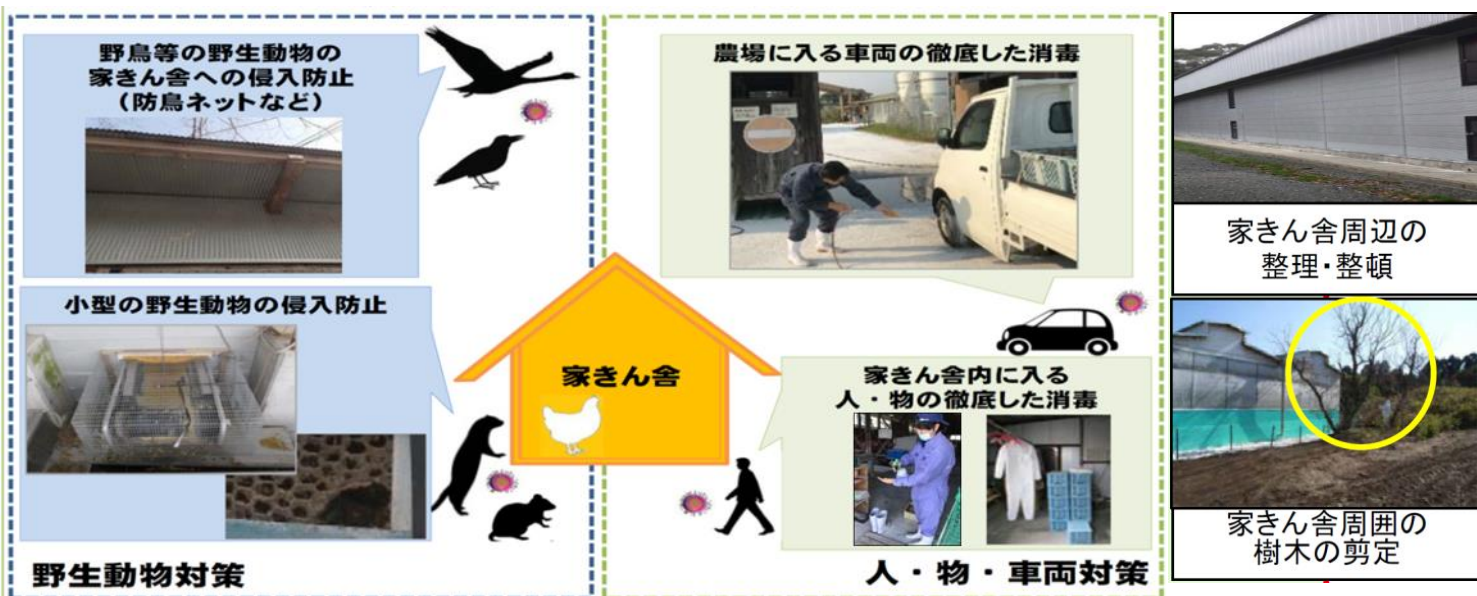 野鳥等の野生動物の
家きん舎への侵入防止
(防鳥ネットなど)
小型の野生動物の侵入防止
野生動物対策
家きん舎
農場に入る車両の徹底した消毒
家きん舎内に入る
人・物の徹底した消毒
人・物・車両対策
家きん舎周辺の
整理・整頓
家きん舎周囲の
樹木の剪定